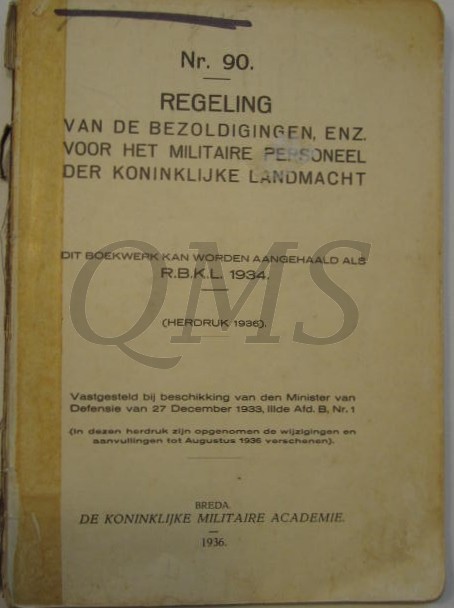 Nr. 90.
REGELING
VAN DE BEZOLDIGINGEN, ENZ.
VOOR HET MILITAIRE PERSONEEL
DER KONINKLIJKE LANDMACHT
DIT BOEKWERK KAN WORDEN AANGEHAALD ALS
R.B.K.L. 1934.
QMS
(HERDRUK 1936).
Vastgesteld bij beschikking van den Minister van
Defensie van 27 December 1933, IIIde Afd. B, Nr. 1
(In dezen herdruk zijn opgenomen de wijzigingen en
aanvullingen tot Augustus 1936 verschenen).
BREDA.
DE KONINKLIJKE MILITAIRE ACADEMIE.
1936.